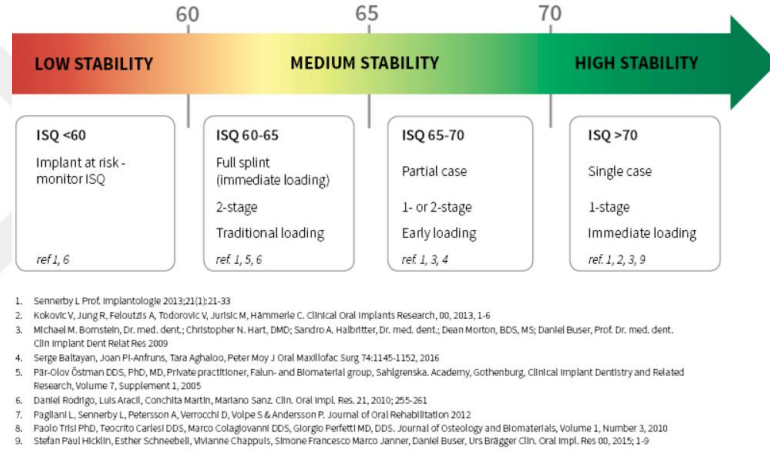 60
65
70
LOW STABILITY
MEDIUM STABILITY
HIGH STABILITY
ISQ <60
Implant at risk -
monitor ISQ
ref 1, 6
ISQ 60-65
Full splint
(immediate loading)
2-stage
Traditional loading
ref. 1, 5, 6
ISQ 65-70
Partial case
1- or 2-stage
Early loading
ref. 1, 3, 4
ISQ >70
Single case
1-stage
Immediate loading
ref. 1, 2, 3, 9
1. Sennerby L Prof. Implantologie 2013;21(1):21-33
2. Kokovic V, Jung R, Feloutzis A, Todorovic V, Jurisic M, Hämmerle C. Clinical Oral Implants Research, 00, 2013, 1-6
3. Michael M. Bornstein, Dr. med. dent.; Christopher N. Hart, DMD; Sandro A. Halbritter, Dr. med. dent.; Dean Morton, BDS, MS; Daniel Buser, Prof. Dr. med. dent.
Clin Implant Dent Relat Res 2009
4. Serge Baltayan, Joan Pi-Anfruns, Tara Aghaloo, Peter Moy J Oral Maxillofac Surg 74:1145-1152, 2016
5. Pär-Olov Östman DDS, PhD, MD, Private practitioner, Falun- and Biomaterial group, Sahlgrenska. Academy, Gothenburg, Clinical Implant Dentistry and Related
Research, Volume 7, Supplement 1, 2005
6. Daniel Rodrigo, Luis Aracil, Conchita Martin, Mariano Sanz. Clin. Oral Impl. Res. 21, 2010; 255-261
7. Pagliani L, Sennerby L, Petersson A, Verrocchi D, Volpe S & Andersson P. Journal of Oral Rehabilitation 2012
8. Paolo Trisi PhD, Teocrito Carlesi DDS, Marco Colagiovanni DDS, Giorgio Perfetti MD, DDS. Journal of Osteology and Biomaterials, Volume 1, Number 3, 2010
9. Stefan Paul Hicklin, Esther Schneebeli, Vivianne Chappuis, Simone Francesco Marco Janner, Daniel Buser, Urs Brägger Clin. Oral Impl. Res 00, 2015; 1-9